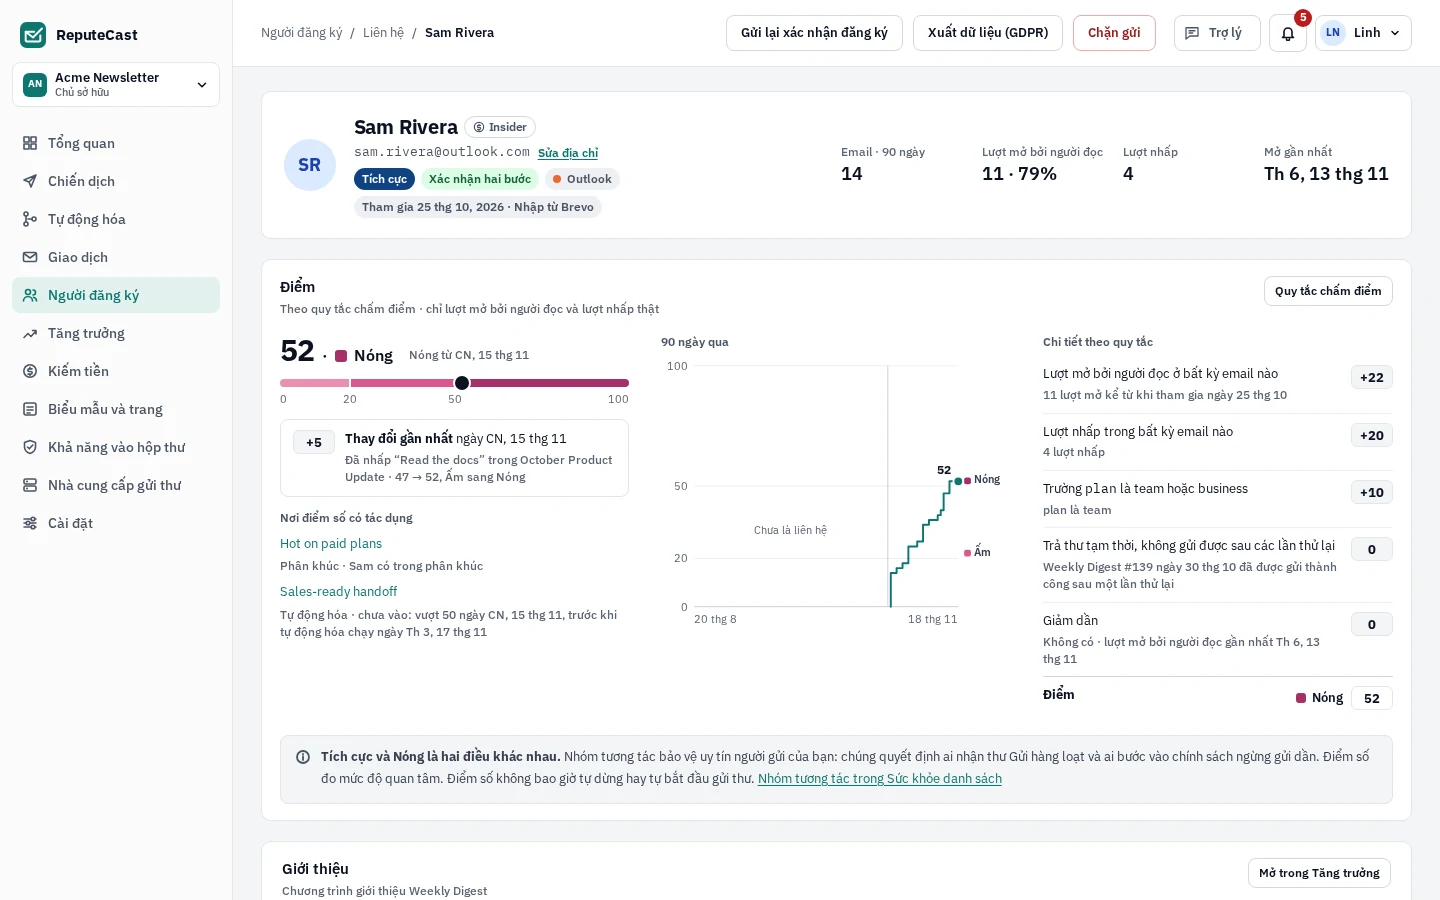 ReputeCast
AN
Acme Newsletter
Chủ sở hữu
Tổng quan
Chiến dịch
Tự động hóa
Giao dịch
Người đăng ký
Tăng trưởng
Kiếm tiền
Biểu mẫu và trang
Khả năng vào hộp thư
Nhà cung cấp gửi thư
Cài đặt
Người đăng ký / Liên hệ / Sam Rivera
Gửi lại xác nhận đăng ký
Xuất dữ liệu (GDPR)
Chặn gửi
Trợ lý
5
LN
Linh
SR
Sam Rivera
Insider
sam.rivera@outlook.com Sửa địa chỉ
Tích cực
Xác nhận hai bước
Outlook
Tham gia 25 thg 10, 2026 · Nhập từ Brevo
Email · 90 ngày
14
Lượt mở bởi người đọc
11 · 79%
Lượt nhấp
4
Mở gần nhất
Th 6, 13 thg 11
Điểm
Theo quy tắc chấm điểm · chỉ lượt mở bởi người đọc và lượt nhấp thật
Quy tắc chấm điểm
52 · Nóng Nóng từ CN, 15 thg 11
0 20 50 100
+5
Thay đổi gần nhất ngày CN, 15 thg 11
Đã nhấp “Read the docs” trong October Product
Update · 47 → 52, Ấm sang Nóng
Nơi điểm số có tác dụng
Hot on paid plans
Phân khúc · Sam có trong phân khúc
Sales-ready handoff
Tự động hóa · chưa vào: vượt 50 ngày CN, 15 thg 11, trước khi
tự động hóa chạy ngày Th 3, 17 thg 11
90 ngày qua
100
50
20
0
Chưa là liên hệ
52
Nóng
Ấm
20 thg 8
18 thg 11
Chi tiết theo quy tắc
Lượt mở bởi người đọc ở bất kỳ email nào
11 lượt mở kể từ khi tham gia ngày 25 thg 10
+22
Lượt nhấp trong bất kỳ email nào
4 lượt nhấp
+20
Trường plan là team hoặc business
plan là team
+10
Trả thư tạm thời, không gửi được sau các lần thử lại
Weekly Digest #139 ngày 30 thg 10 đã được gửi thành
công sau một lần thử lại
0
Giảm dần
Không có · lượt mở bởi người đọc gần nhất Th 6, 13
thg 11
0
Điểm
Nóng
52
Tích cực và Nóng là hai điều khác nhau. Nhóm tương tác bảo vệ uy tín người gửi của bạn: chúng quyết định ai nhận thư Gửi hàng loạt và ai bước vào chính sách ngừng gửi dần. Điểm số
đo mức độ quan tâm. Điểm số không bao giờ tự dừng hay tự bắt đầu gửi thư. Nhóm tương tác trong Sức khỏe danh sách
Giới thiệu
Chương trình giới thiệu Weekly Digest
Mở trong Tăng trưởng